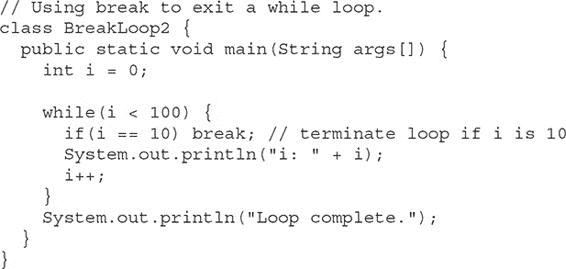 // Using break to exit a while loop.
class BreakLoop2 {
  public static void main(String args[]) {
    int i = 0;

    while(i < 100) {
      if(i == 10) break; // terminate loop if i is 10
      System.out.println("i: " + i);
      i++;
    }
    System.out.println("Loop complete.");
  }
}